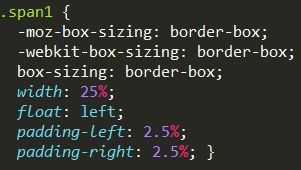 .span1 {
-moz-box-sizing: border-box;
-webkit-box-sizing: border-box;
box-sizing: border-box;
width: 25%;
float: left;
padding-left: 2.5%;
padding-right: 2.5%; }